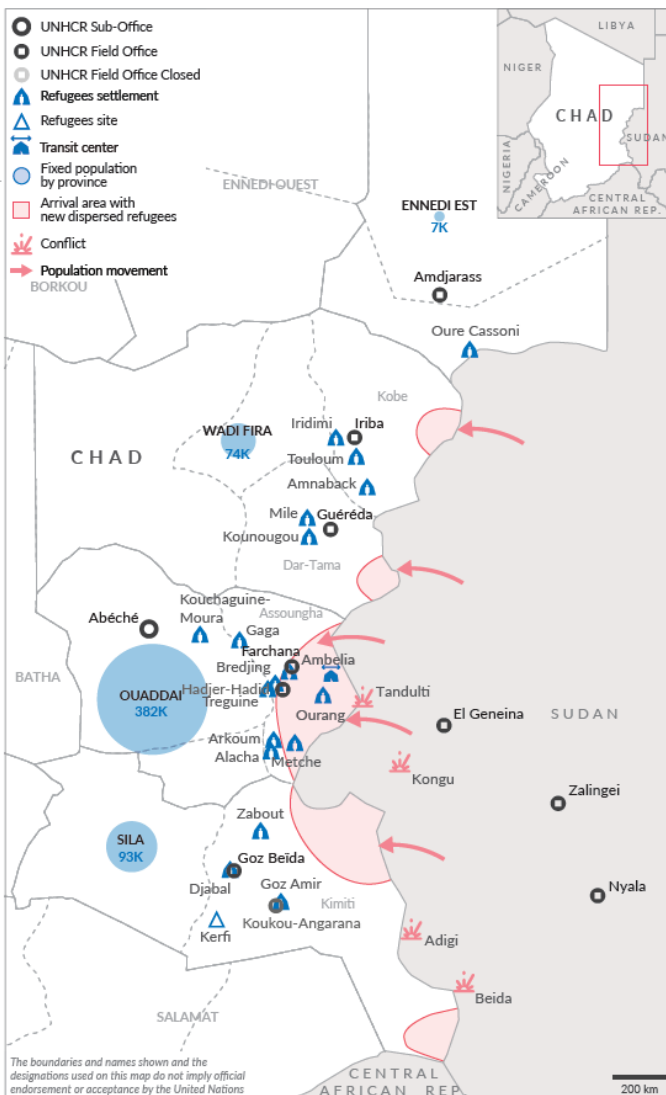 UNHCR Sub-Office
UNHCR Field Office
UNHCR Field Office Closed
Refugees settlement
Refugees site
Transit center
Fixed population
by province
Arrival area with
new dispersed refugees
Conflict
Population movement
BORKOU
LIBYA
NIGER
CHAD
SUDAN
NIGERIA
CAMEROON
CENTRAL
AFRICAN REP.
ENNEDI OUEST
ENNEDI EST
7K
Amdjarass
Oure Cassoni
Kobe
WADI FIRA
74K
CHAD
Iridimi
Iriba
Touloum
Amnaback
Mile
Guéréda
Kounougou
Dar-Tama
Kouchaguine-
Moura
Assoungha
Abéché
Gaga
Farchana
Bredjing
Ambelia
BATHA
OUADDAI
382K
Hadjer-Hadid
Treguine
Tandulti
Ourang
El Geneina
SUDAN
Arkoum
Alacha
Metche
Kongu
Zalingei
Zabout
SILA
93K
Goz Beïda
Djabal
Goz Amir
Kimiti
Nyala
Kerfi
Koukou-Angarana
Adigi
Beida
SALAMAT
The boundaries and names shown and the
designations used on this map do not imply official
endorsement or acceptance by the United Nations
CENTRAL
AFRICAN REP.
200 km